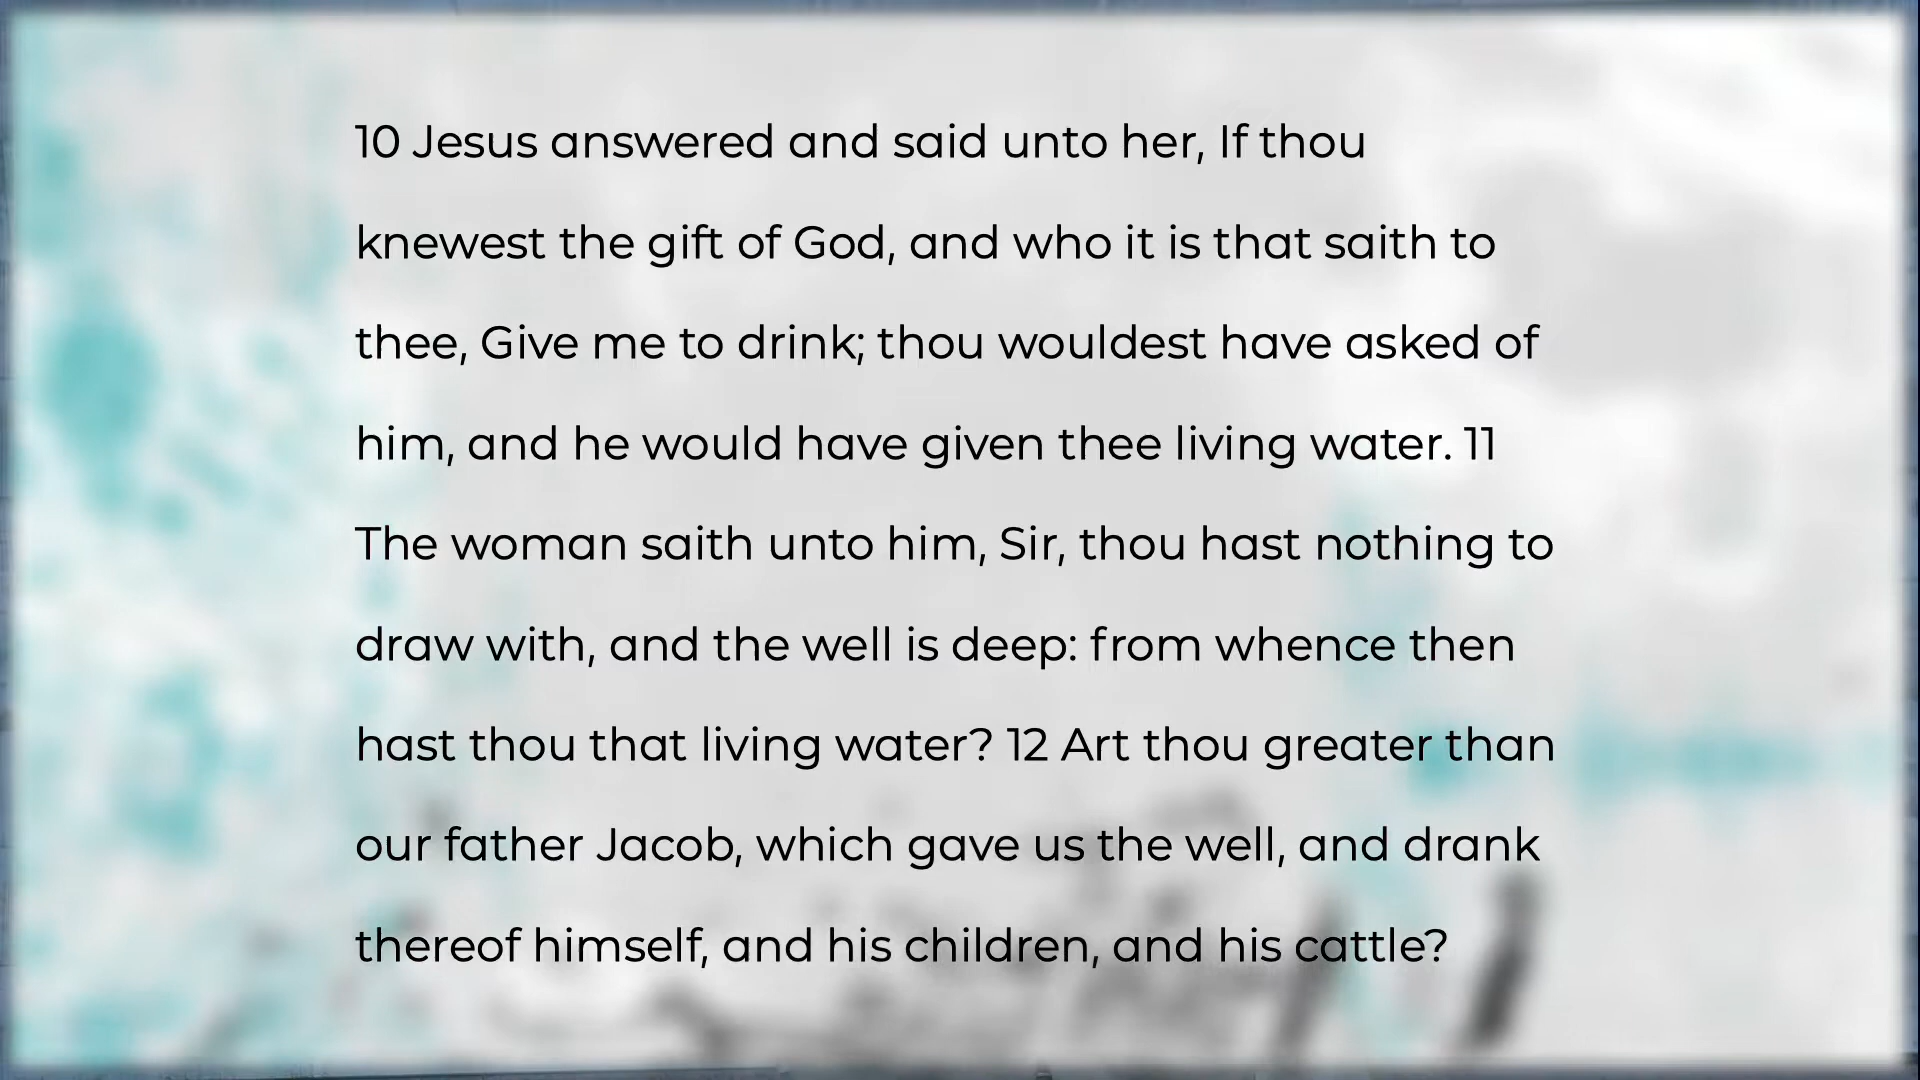 10 Jesus answered and said unto her, If thou
knewest the gift of God, and who it is that saith to
thee, Give me to drink; thou wouldest have asked of
him, and he would have given thee living water. 11
The woman saith unto him, Sir, thou hast nothing to
draw with, and the well is deep: from whence then
hast thou that living water? 12 Art thou greater than
our father Jacob, which gave us the well, and drank
thereof himself, and his children, and his cattle?